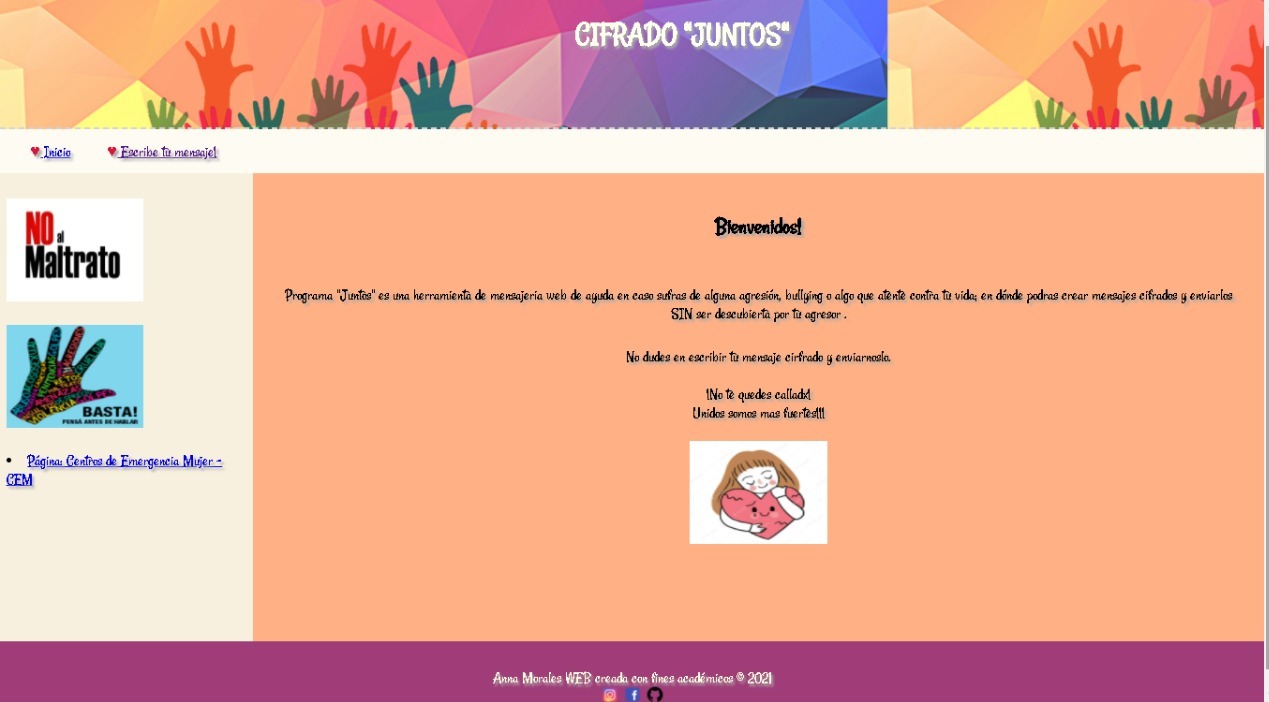 CIFRADO "JUNTOS"
Inicio
Escribe tu mensaje!
NO al
Maltrato
BASTA!
PENSÁ ANTES DE HABLAR
Página: Centros de Emergencia Mujer -
CEM
Bienvenidos!
Programa "Juntos" es una herramienta de mensajeria web de ayuda en caso sufras de alguna agresión, bullying o algo que atente contra tu vida; en dónde podras crear mensajes cifrados y enviarlos
SIN ser descubierta por tu agresor .
No dudes en escribir tu mensaje cirfrado y enviarnoslo.
!No te quedes calladx!
Unidos somos mas fuertes!!!
Anna Morales WEB creada con fines académicos © 2021